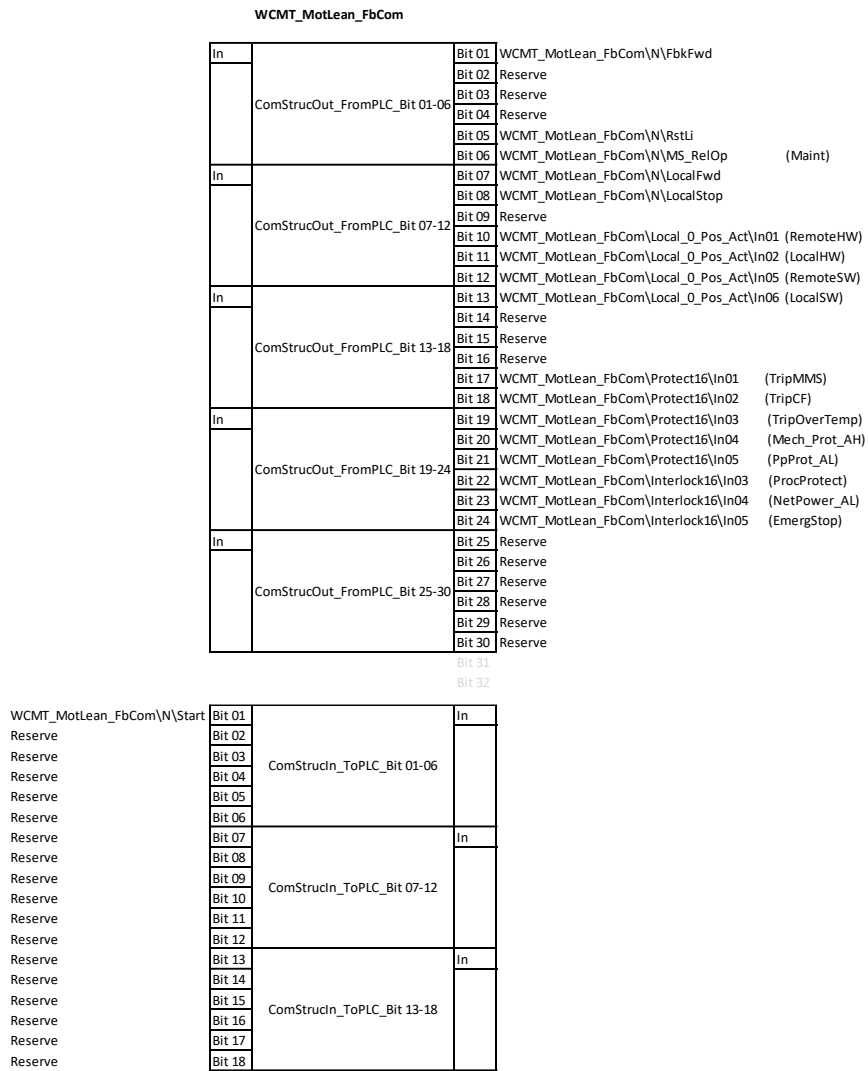 WCMT_MotLean_FbCom
In Bit 01 WCMT_MotLean_FbCom\N\FbkFwd
Bit 02 Reserve
Bit 03 Reserve
ComStrucOut_FromPLC_Bit 01-06
Bit 04 Reserve
Bit 05 WCMT_MotLean_FbCom\N\RstLi
Bit 06 WCMT_MotLean_FbCom\N\MS_RelOp (Maint)
In Bit 07 WCMT_MotLean_FbCom\N\LocalFwd
Bit 08 WCMT_MotLean_FbCom\N\LocalStop
Bit 09 Reserve
ComStrucOut_FromPLC_Bit 07-12
Bit 10 WCMT_MotLean_FbCom\Local_0_Pos_Act\In01 (RemoteHW)
Bit 11 WCMT_MotLean_FbCom\Local_0_Pos_Act\In02 (LocalHW)
Bit 12 WCMT_MotLean_FbCom\Local_0_Pos_Act\In05 (RemoteSW)
In Bit 13 WCMT_MotLean_FbCom\Local_0_Pos_Act\In06 (LocalSW)
Bit 14 Reserve
Bit 15 Reserve
ComStrucOut_FromPLC_Bit 13-18
Bit 16 Reserve
Bit 17 WCMT_MotLean_FbCom\Protect16\In01 (TripMMS)
Bit 18 WCMT_MotLean_FbCom\Protect16\In02 (TripCF)
In Bit 19 WCMT_MotLean_FbCom\Protect16\In03 (TripOverTemp)
Bit 20 WCMT_MotLean_FbCom\Protect16\In04 (Mech_Prot_AH)
Bit 21 WCMT_MotLean_FbCom\Protect16\In05 (PpProt_AL)
ComStrucOut_FromPLC_Bit 19-24
Bit 22 WCMT_MotLean_FbCom\Interlock16\In03 (ProcProtect)
Bit 23 WCMT_MotLean_FbCom\Interlock16\In04 (NetPower_AL)
Bit 24 WCMT_MotLean_FbCom\Interlock16\In05 (EmergStop)
In Bit 25 Reserve
Bit 26 Reserve
Bit 27 Reserve
ComStrucOut_FromPLC_Bit 25-30
Bit 28 Reserve
Bit 29 Reserve
Bit 30 Reserve
Bit 31
Bit 32
WCMT_MotLean_FbCom\N\Start Bit 01 In
Reserve Bit 02
Reserve Bit 03
ComStrucIn_ToPLC_Bit 01-06
Reserve Bit 04
Reserve Bit 05
Reserve Bit 06
Reserve Bit 07 In
Reserve Bit 08
Reserve Bit 09
ComStrucIn_ToPLC_Bit 07-12
Reserve Bit 10
Reserve Bit 11
Reserve Bit 12
Reserve Bit 13 In
Reserve Bit 14
Reserve Bit 15
ComStrucIn_ToPLC_Bit 13-18
Reserve Bit 16
Reserve Bit 17
Reserve Bit 18